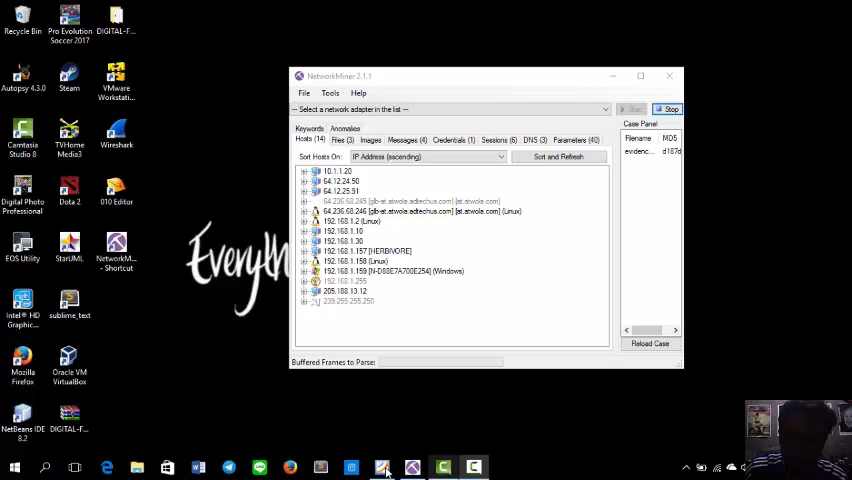 Recycle Bin
Pro Evolution
Soccer 2017
DIGITAL-F...
Autopsy 4.3.0
Steam
VMware
Workstati...
Camtasia
Studio 8
TVHome
Media3
Wireshark
Digital Photo
Professional
Dota 2
010 Editor
EOS Utility
StarUML
NetworkM...
- Shortcut
Intel® HD
Graphic...
sublime_text
Mozilla
Firefox
Oracle VM
VirtualBox
NetBeans IDE
8.2
DIGITAL-F...
Everyth
NetworkMiner 2.1.1
File Tools Help
--- Select a network adapter in the list ---
Start
Stop
Keywords Anomalies
Hosts (14) Files (3) Images Messages (4) Credentials (1) Sessions (6) DNS (3) Parameters (40)
Sort Hosts On: IP Address (ascending) Sort and Refresh
10.1.1.20
64.12.24.50
64.12.25.91
64.236.68.245 [glb-at.atwola.adtechus.com] [at.atwola.com]
64.236.68.246 [glb-at.atwola.adtechus.com] [at.atwola.com] (Linux)
192.168.1.2 (Linux)
192.168.1.10
192.168.1.30
192.168.1.157 [HERBIVORE]
192.168.1.158 (Linux)
192.168.1.159 [N-D88E7A700E254] (Windows)
192.168.1.255
205.188.13.12
239.255.255.250
Case Panel
Filename MD5
evidenc... d187d
Reload Case
Buffered Frames to Parse: